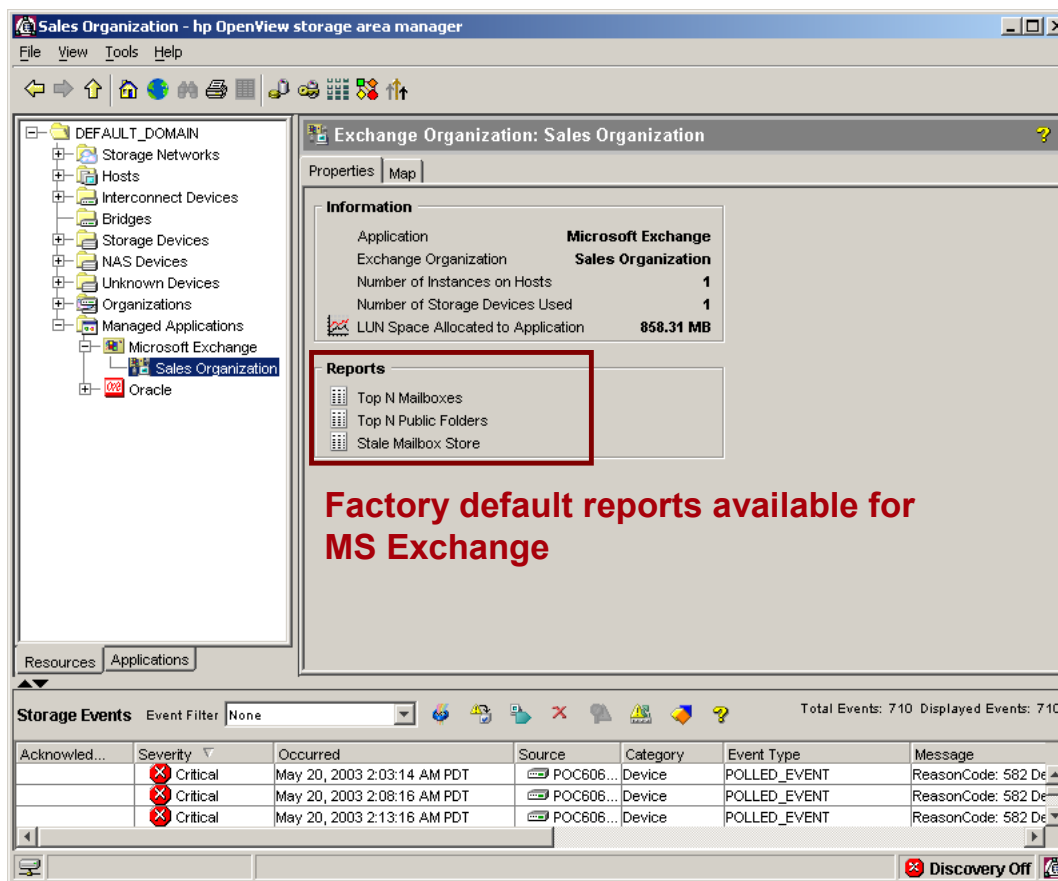 Sales Organization - hp OpenView storage area manager
File View Tools Help
DEFAULT_DOMAIN
Storage Networks
Hosts
Interconnect Devices
Bridges
Storage Devices
NAS Devices
Unknown Devices
Organizations
Managed Applications
Microsoft Exchange
Sales Organization
Oracle
Resources Applications
Exchange Organization: Sales Organization
Properties Map
Information
Application Microsoft Exchange
Exchange Organization Sales Organization
Number of Instances on Hosts 1
Number of Storage Devices Used 1
LUN Space Allocated to Application 858.31 MB
Reports
Top N Mailboxes
Top N Public Folders
Stale Mailbox Store
Factory default reports available for
MS Exchange
Storage Events Event Filter None Total Events: 710 Displayed Events: 710
Acknowled... Severity Occurred Source Category Event Type Message
Critical May 20, 2003 2:03:14 AM PDT POC606... Device POLLED_EVENT ReasonCode: 582 De
Critical May 20, 2003 2:08:16 AM PDT POC606... Device POLLED_EVENT ReasonCode: 582 De
Critical May 20, 2003 2:13:16 AM PDT POC606... Device POLLED_EVENT ReasonCode: 582 De
Discovery Off